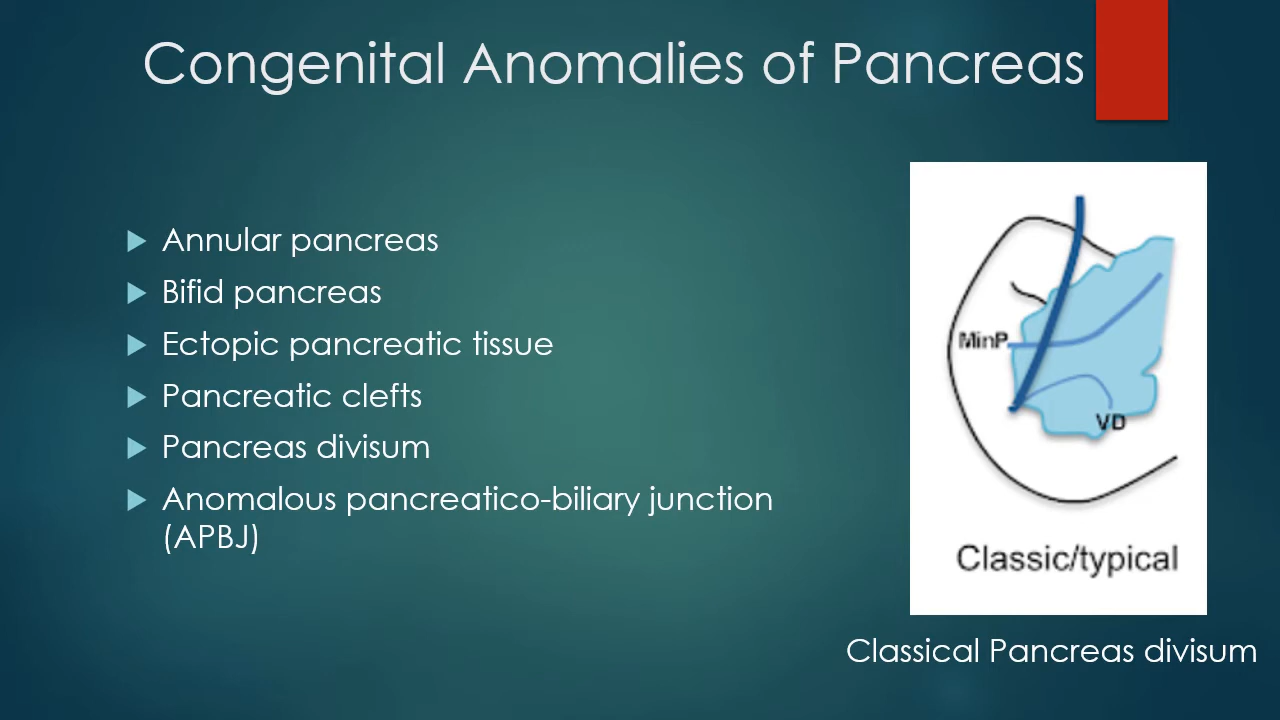 Congenital Anomalies of Pancreas
Annular pancreas
Bifid pancreas
Ectopic pancreatic tissue
Pancreatic clefts
Pancreas divisum
Anomalous pancreatico-biliary junction
(APBJ)
MinP
VD
Classic/typical
Classical Pancreas divisum